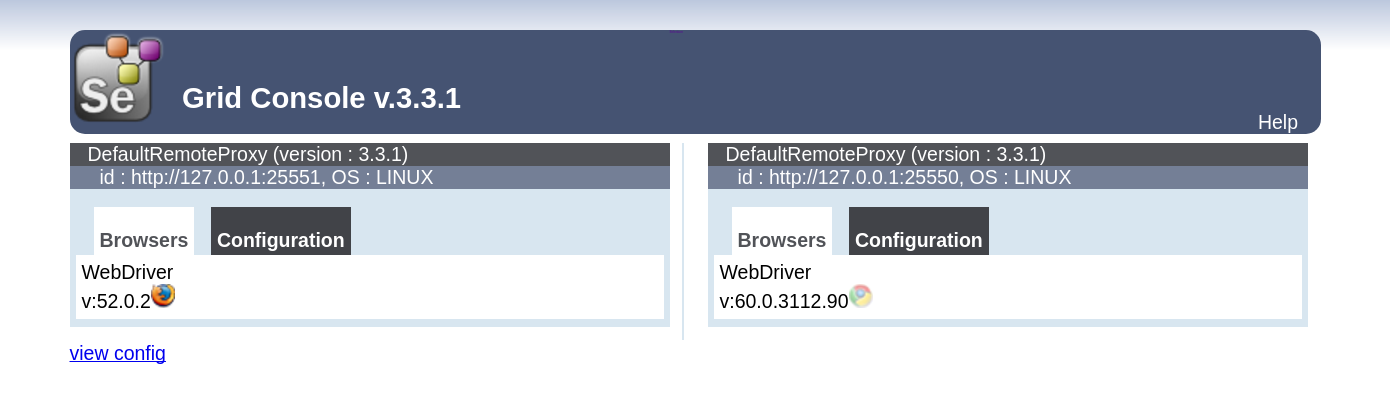 Se
Grid Console v.3.3.1
Help
DefaultRemoteProxy (version : 3.3.1)
id : http://127.0.0.1:25551, OS : LINUX
Browsers Configuration
WebDriver
v:52.0.2
DefaultRemoteProxy (version : 3.3.1)
id : http://127.0.0.1:25550, OS : LINUX
Browsers Configuration
WebDriver
v:60.0.3112.90
view config